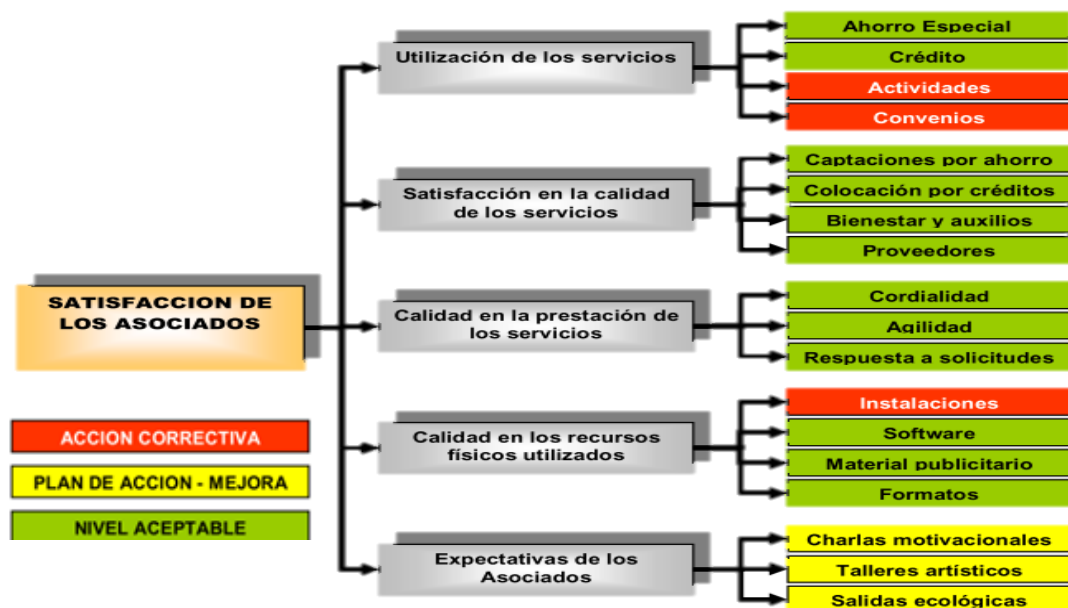 Utilización de los servicios
Ahorro Especial
Crédito
Actividades
Convenios
Satisfacción en la calidad
de los servicios
Captaciones por ahorro
Colocación por créditos
Bienestar y auxilios
Proveedores
SATISFACCION DE
LOS ASOCIADOS
Calidad en la prestación de
los servicios
Cordialidad
Agilidad
Respuesta a solicitudes
Calidad en los recursos
físicos utilizados
Instalaciones
Software
Material publicitario
Formatos
Expectativas de los
Asociados
Charlas motivacionales
Talleres artísticos
Salidas ecológicas
ACCION CORRECTIVA
PLAN DE ACCION - MEJORA
NIVEL ACEPTABLE